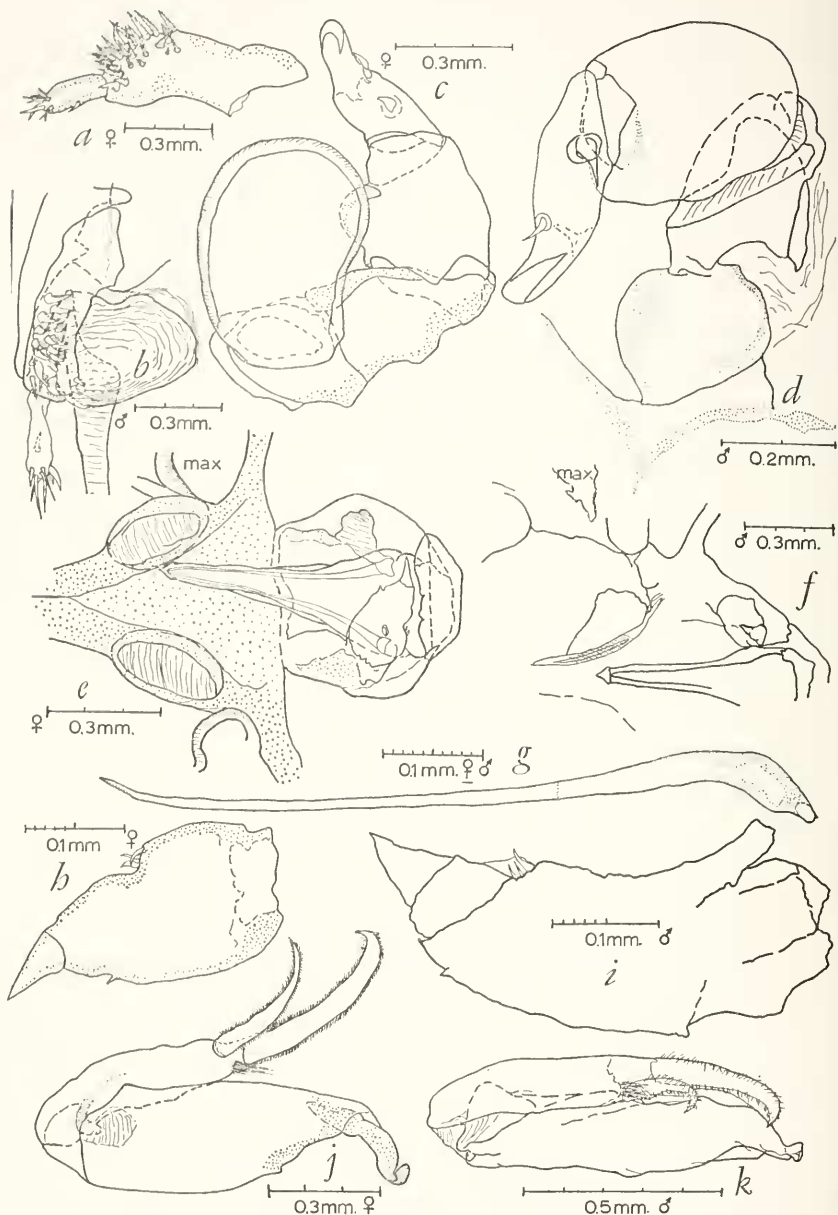 a ♀ 0.3mm.
♀ 0.3mm.
c
b
♂ 0.3mm.
d
♂ 0.2mm.
max
max
♂ 0.3mm.
f
e
♀ 0.3mm.
0.1mm. ♀ ♂
g
0.1mm ♀
h
0.1mm. ♂
i
j
0.3mm. ♀
k
0.5mm. ♂